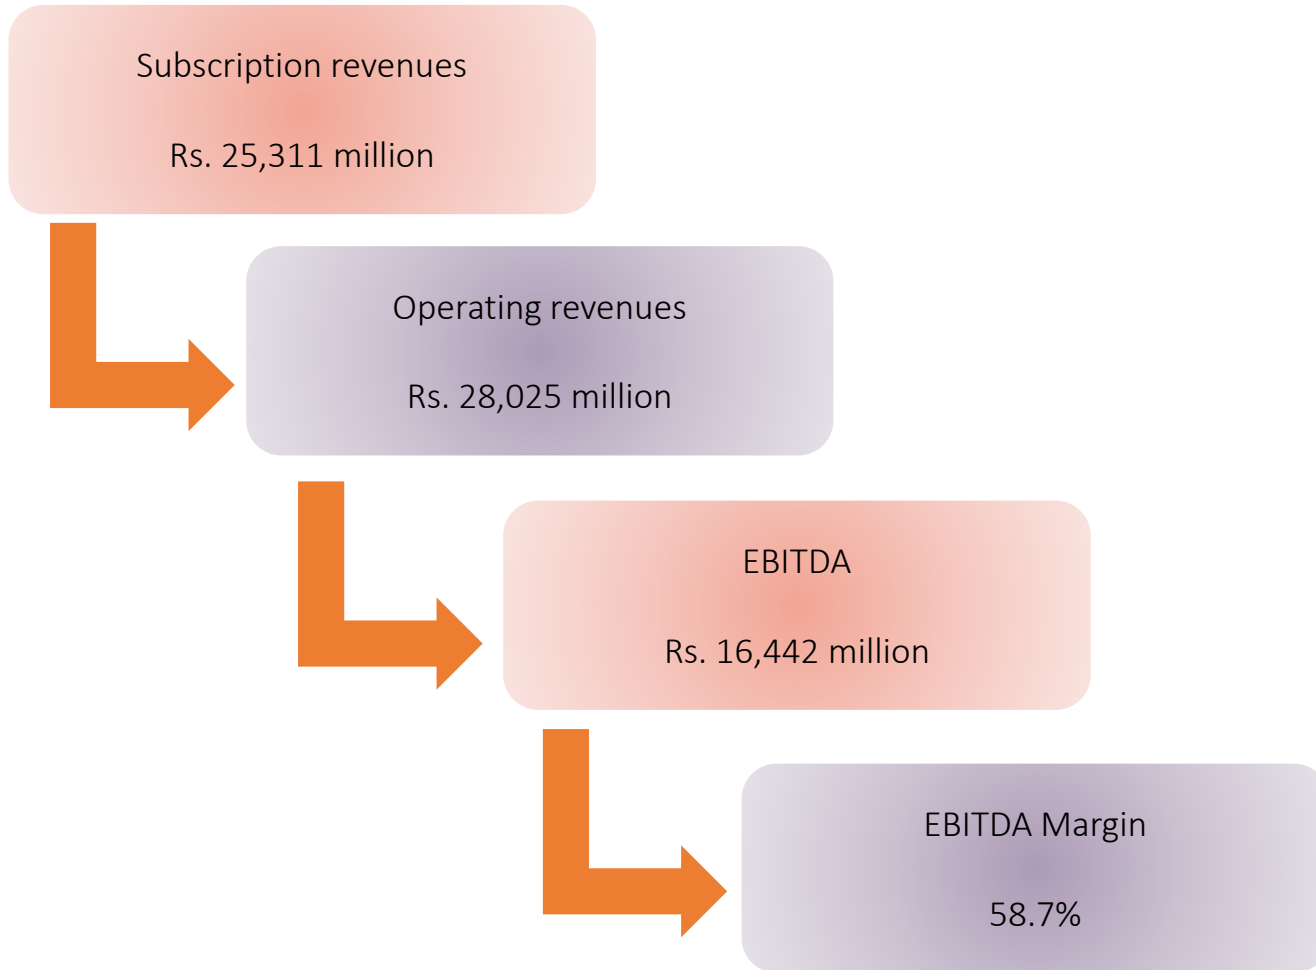 Subscription revenues
Rs. 25,311 million
Operating revenues
Rs. 28,025 million
EBITDA
Rs. 16,442 million
EBITDA Margin
58.7%